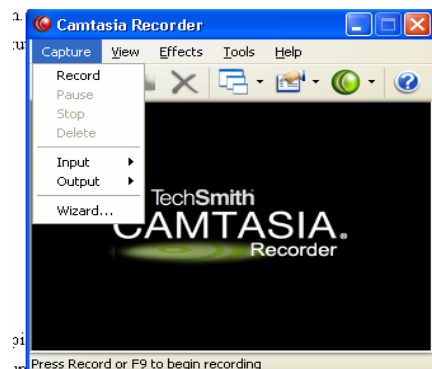 n.
Camtasia Recorder
Capture View Effects Tools Help
Record
Pause
Stop
Delete
Input
Output
Wizard...
TechSmith
CAMTASIA®
Recorder
pi
Press Record or F9 to begin recording